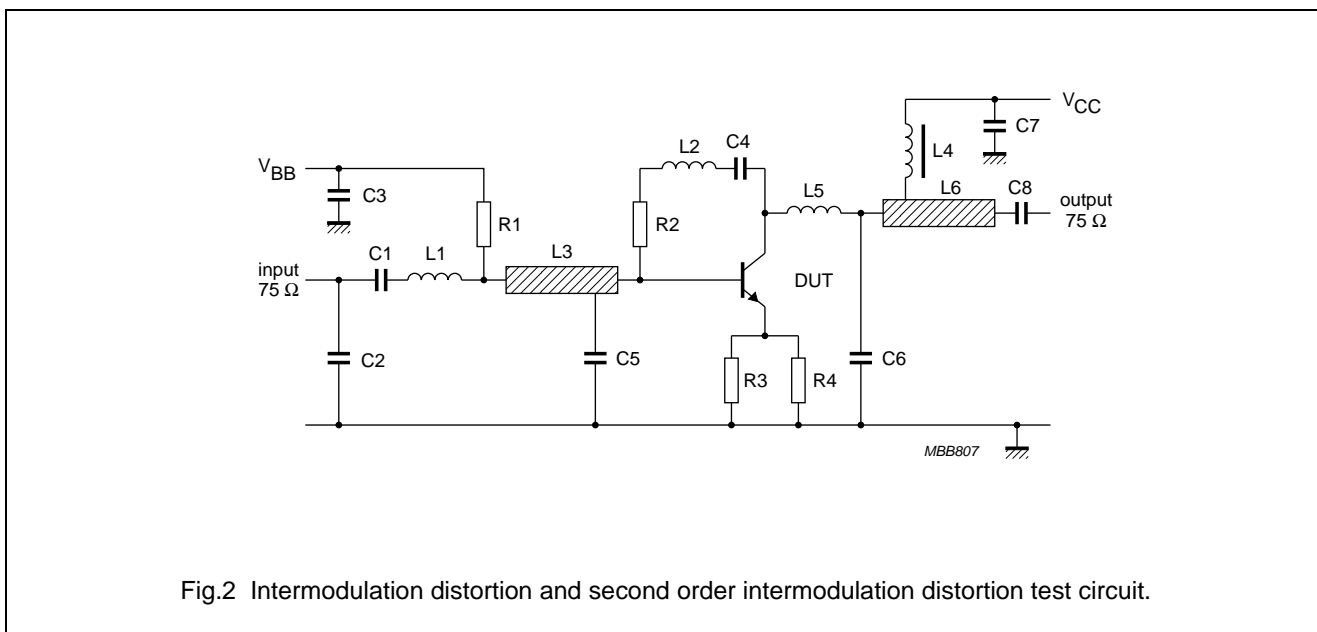 VCC
C7
L4
L2
C4
VBB
C3
L5
L6
C8
output
75 Ω
R1
R2
C1
L1
L3
input
75 Ω
DUT
C2
C5
R3
R4
C6
MBB807
Fig.2 Intermodulation distortion and second order intermodulation distortion test circuit.